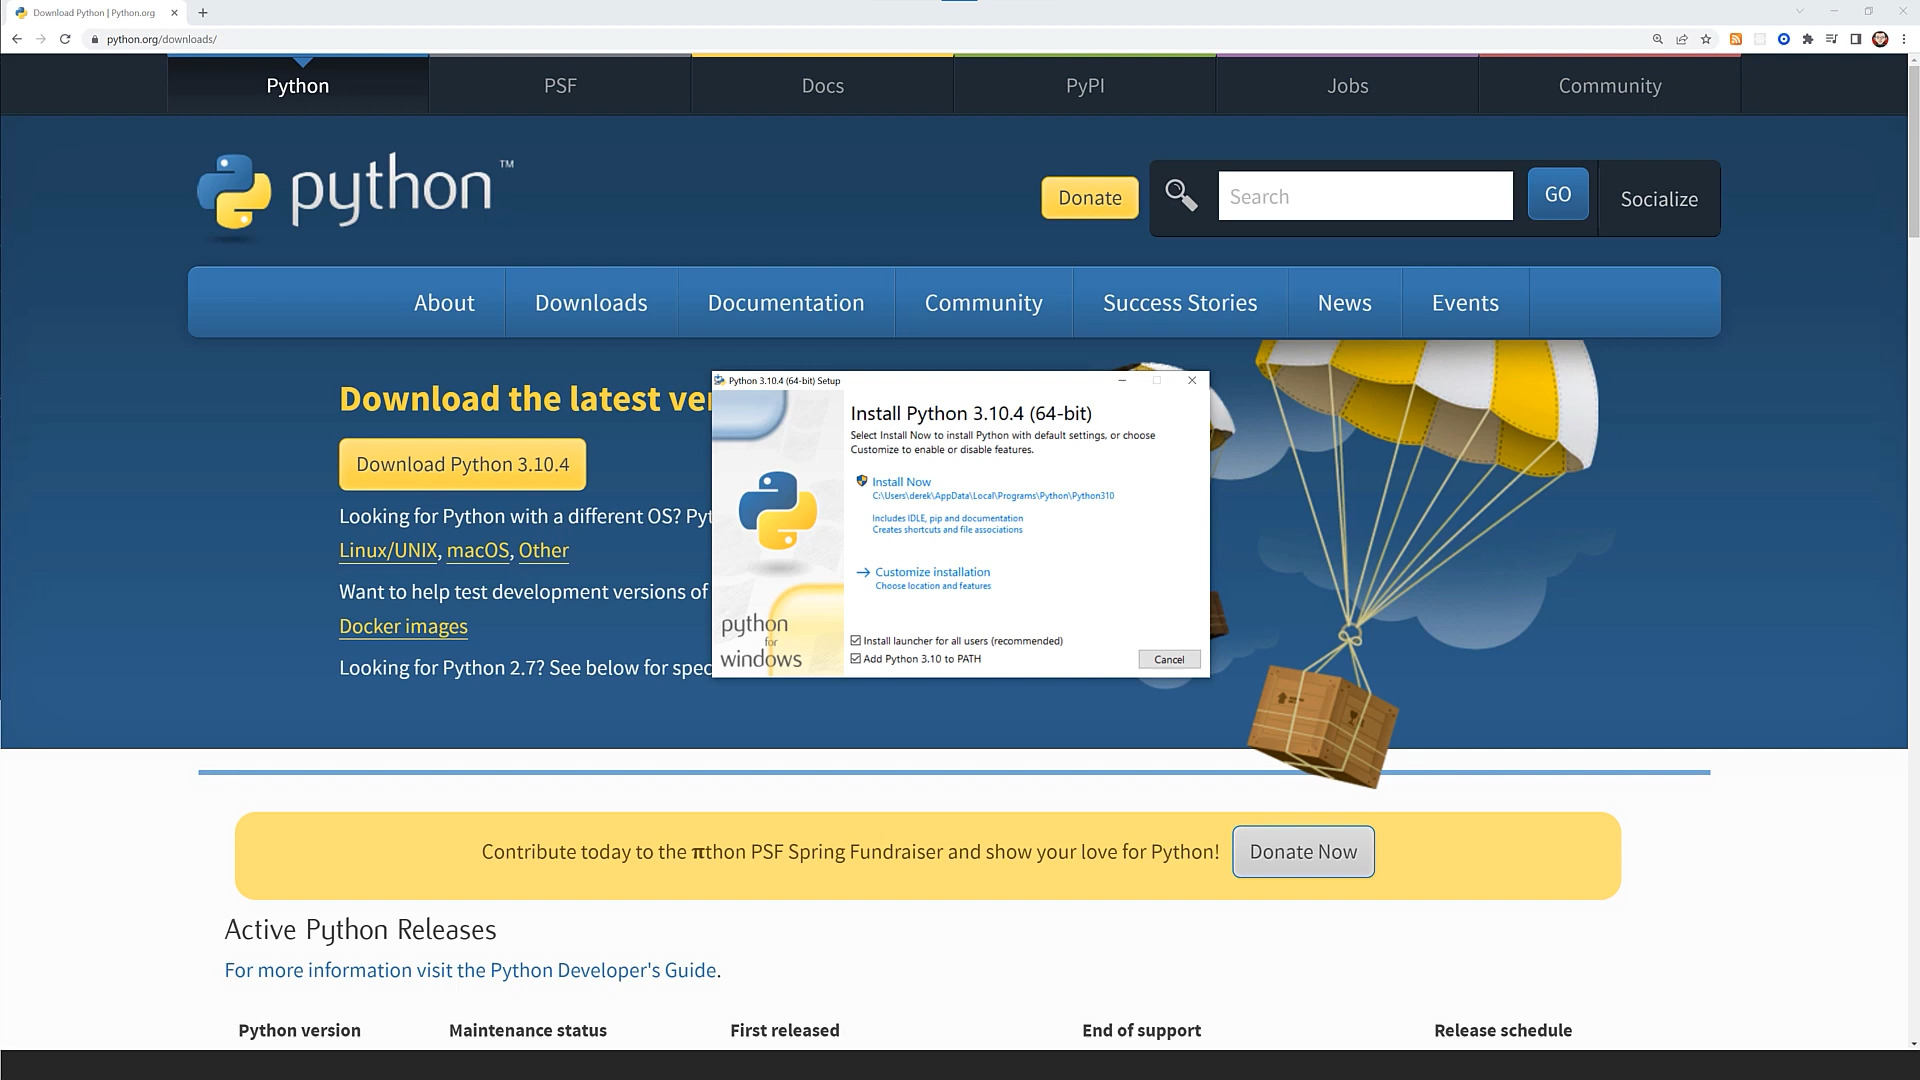 Download Python | Python.org
python.org/downloads/
Python
PSF
Docs
PyPI
Jobs
Community
python™
Donate
Search
GO
Socialize
About
Downloads
Documentation
Community
Success Stories
News
Events
Download the latest ve
Download Python 3.10.4
Looking for Python with a different OS? Pyt
Linux/UNIX, macOS, Other
Want to help test development versions of
Docker images
Looking for Python 2.7? See below for spec
Python 3.10.4 (64-bit) Setup
Install Python 3.10.4 (64-bit)
Select Install Now to install Python with default settings, or choose
Customize to enable or disable features.
Install Now
C:\Users\derek\AppData\Local\Programs\Python\Python310
Includes IDLE, pip and documentation
Creates shortcuts and file associations
Customize installation
Choose location and features
python
for
windows
Install launcher for all users (recommended)
Add Python 3.10 to PATH
Cancel
Contribute today to the πthon PSF Spring Fundraiser and show your love for Python!
Donate Now
Active Python Releases
For more information visit the Python Developer's Guide.
Python version
Maintenance status
First released
End of support
Release schedule